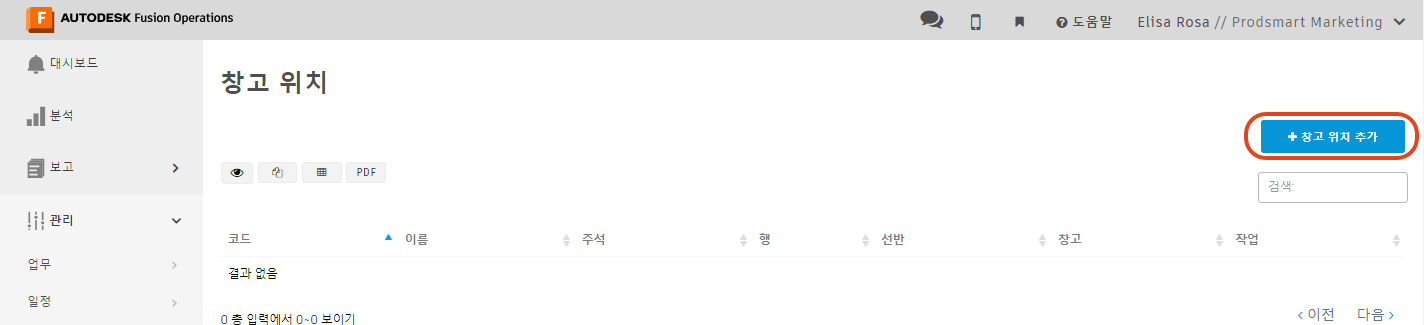 F AUTODESK Fusion Operations
도움말 Elisa Rosa // Prodsmart Marketing
대시보드
분석
보고
관리
업무
일정
창고 위치
+ 창고 위치 추가
PDF
검색:
코드 이름 주석 행 선반 창고 작업
결과 없음
0 총 입력에서 0~0 보이기
‹ 이전 다음 ›